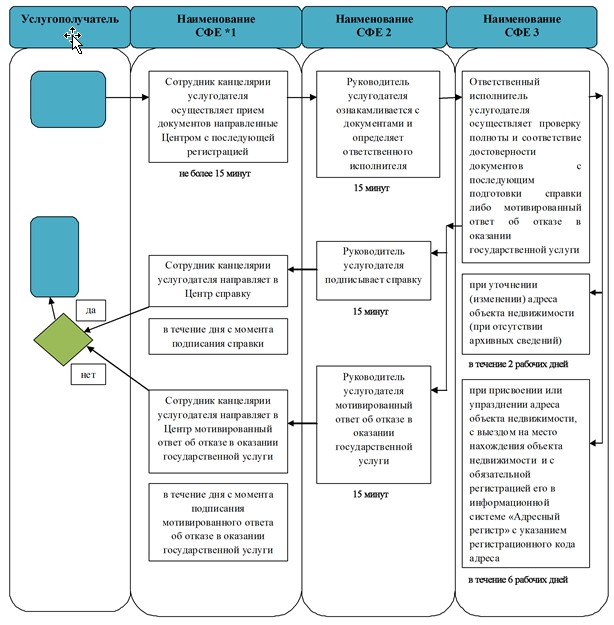 Услугополучатель
Наименование
СФЕ *1
Наименование
СФЕ 2
Наименование
СФЕ 3
Сотрудник канцелярии
услугодателя
осуществляет прием
документов направленные
Центром с последующей
регистрацией
не более 15 минут
Руководитель
услугодателя
ознакамливается с
документами и
определяет
ответственного
исполнителя
15 минут
Ответственный
исполнитель
услугодателя
осуществляет проверку
полноты и соответствие
достоверности
документов с
последующим
подготовки справки
либо мотивированный
ответ об отказе в
оказании
государственной услуги
Сотрудник канцелярии
услугодателя направляет в
Центр справку
Руководитель
услугодателя
подписывает справку
15 минут
при уточнении
(изменении) адреса
объекта недвижимости
(при отсутствии
архивных сведений)
в течение 2 рабочих дней
да
в течение дня с момента
подписания справки
нет
Сотрудник канцелярии
услугодателя направляет в
Центр мотивированный
ответ об отказе в оказании
государственной услуги
Руководитель
услугодателя
мотивированный
ответ об отказе в
оказании
государственной
услуги
15 минут
при присвоении или
упразднении адреса
объекта недвижимости,
с выездом на место
нахождения объекта
недвижимости и с
обязательной
регистрацией его в
информационной
системе «Адресный
регистр» с указанием
регистрационного кода
адреса
в течение 6 рабочих дней
в течение дня с момента
подписания
мотивированного ответа
об отказе в оказании
государственной услуги